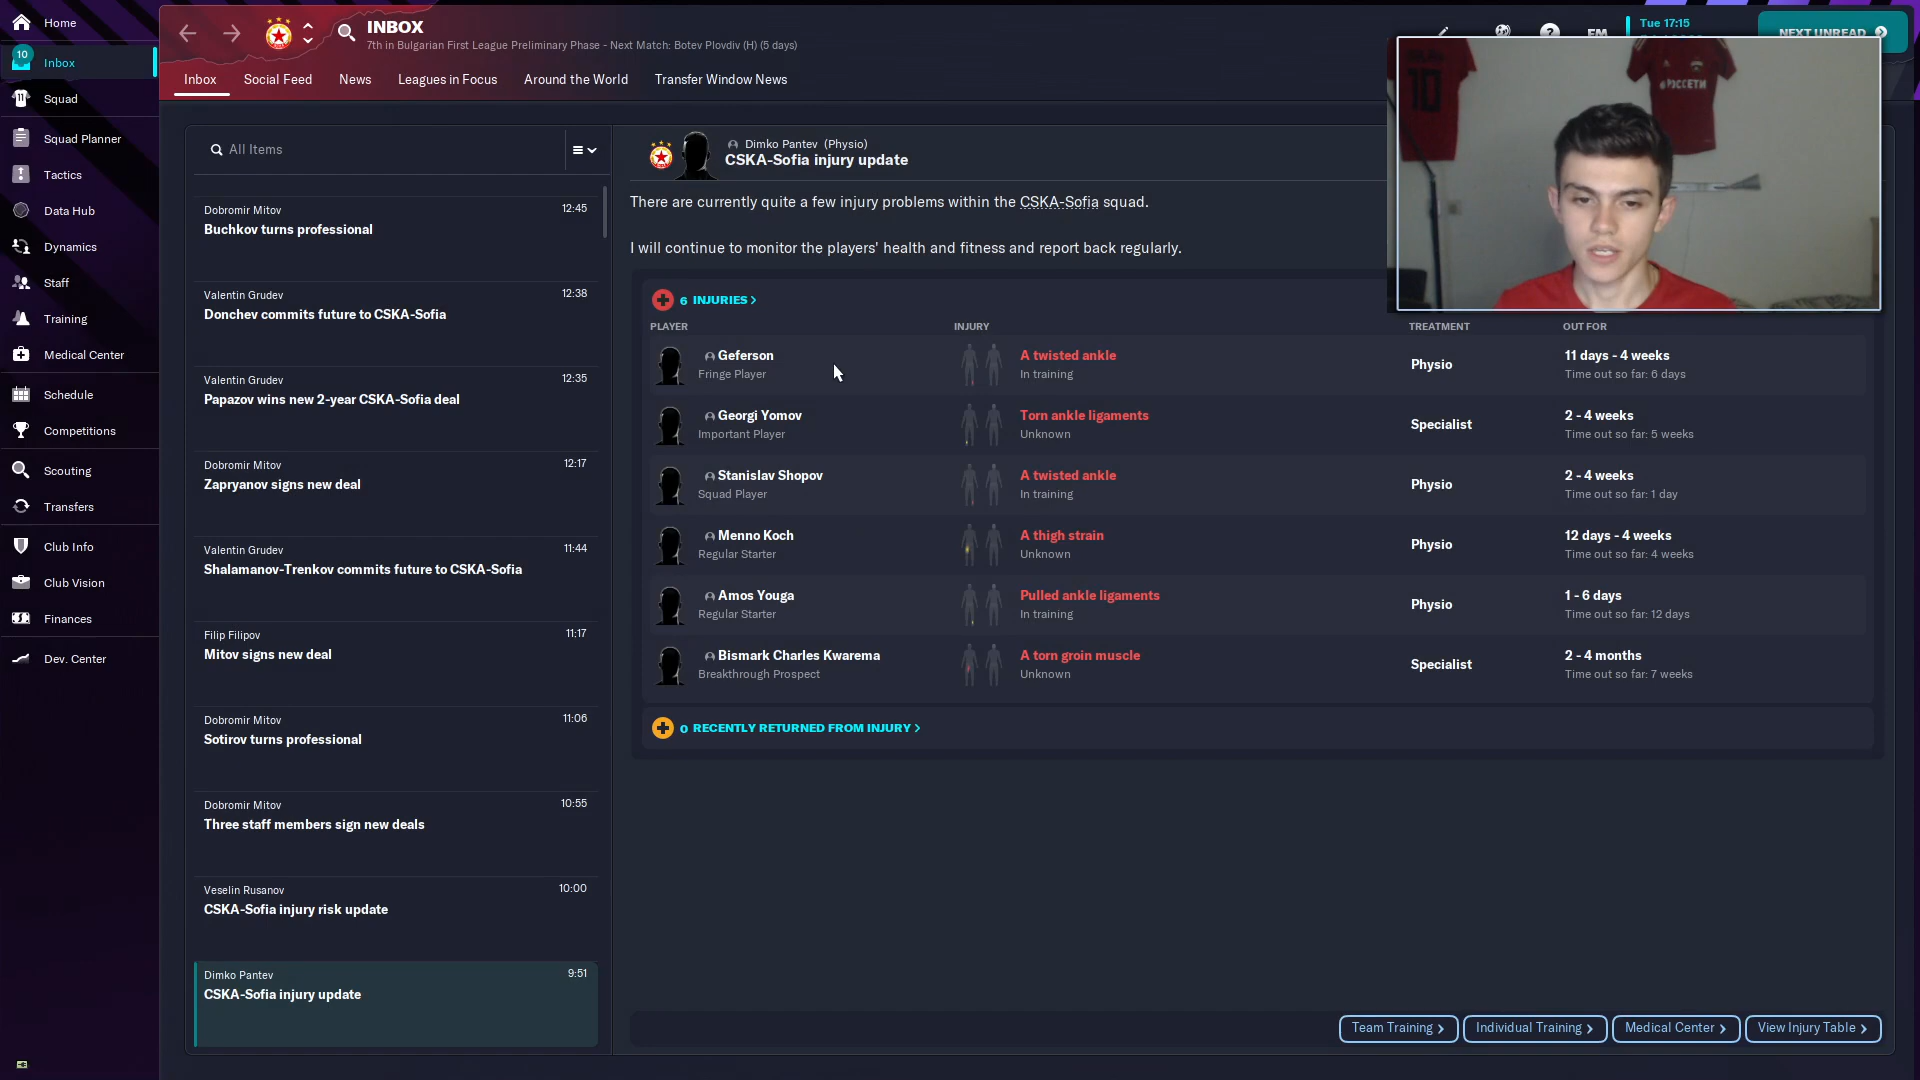 Home
10
Inbox
Squad
Squad Planner
Tactics
Data Hub
Dynamics
Staff
Training
Medical Center
Schedule
Competitions
Scouting
Transfers
Club Info
Club Vision
Finances
Dev. Center
INBOX
7th in Bulgarian First League Preliminary Phase - Next Match: Botev Plovdiv (H) (5 days)
Inbox
Social Feed
News
Leagues in Focus
Around the World
Transfer Window News
FM
Tue 17:15
NEXT UNREAD
10
РОССЕТИ
All Items
Dobromir Mitov 12:45
Buchkov turns professional
Valentin Grudev 12:38
Donchev commits future to CSKA-Sofia
Valentin Grudev 12:35
Papazov wins new 2-year CSKA-Sofia deal
Dobromir Mitov 12:17
Zapryanov signs new deal
Valentin Grudev 11:44
Shalamanov-Trenkov commits future to CSKA-Sofia
Filip Filipov 11:17
Mitov signs new deal
Dobromir Mitov 11:06
Sotirov turns professional
Dobromir Mitov 10:55
Three staff members sign new deals
Veselin Rusanov 10:00
CSKA-Sofia injury risk update
Dimko Pantev 9:51
CSKA-Sofia injury update
Dimko Pantev (Physio)
CSKA-Sofia injury update
There are currently quite a few injury problems within the CSKA-Sofia squad.
I will continue to monitor the players' health and fitness and report back regularly.
6 INJURIES
PLAYER INJURY TREATMENT OUT FOR
Geferson A twisted ankle Physio 11 days - 4 weeks
Fringe Player In training Time out so far: 6 days
Georgi Yomov Torn ankle ligaments Specialist 2 - 4 weeks
Important Player Unknown Time out so far: 5 weeks
Stanislav Shopov A twisted ankle Physio 2 - 4 weeks
Squad Player In training Time out so far: 1 day
Menno Koch A thigh strain Physio 12 days - 4 weeks
Regular Starter Unknown Time out so far: 4 weeks
Amos Youga Pulled ankle ligaments Physio 1 - 6 days
Regular Starter In training Time out so far: 12 days
Bismark Charles Kwarema A torn groin muscle Specialist 2 - 4 months
Breakthrough Prospect Unknown Time out so far: 7 weeks
0 RECENTLY RETURNED FROM INJURY
Team Training
Individual Training
Medical Center
View Injury Table